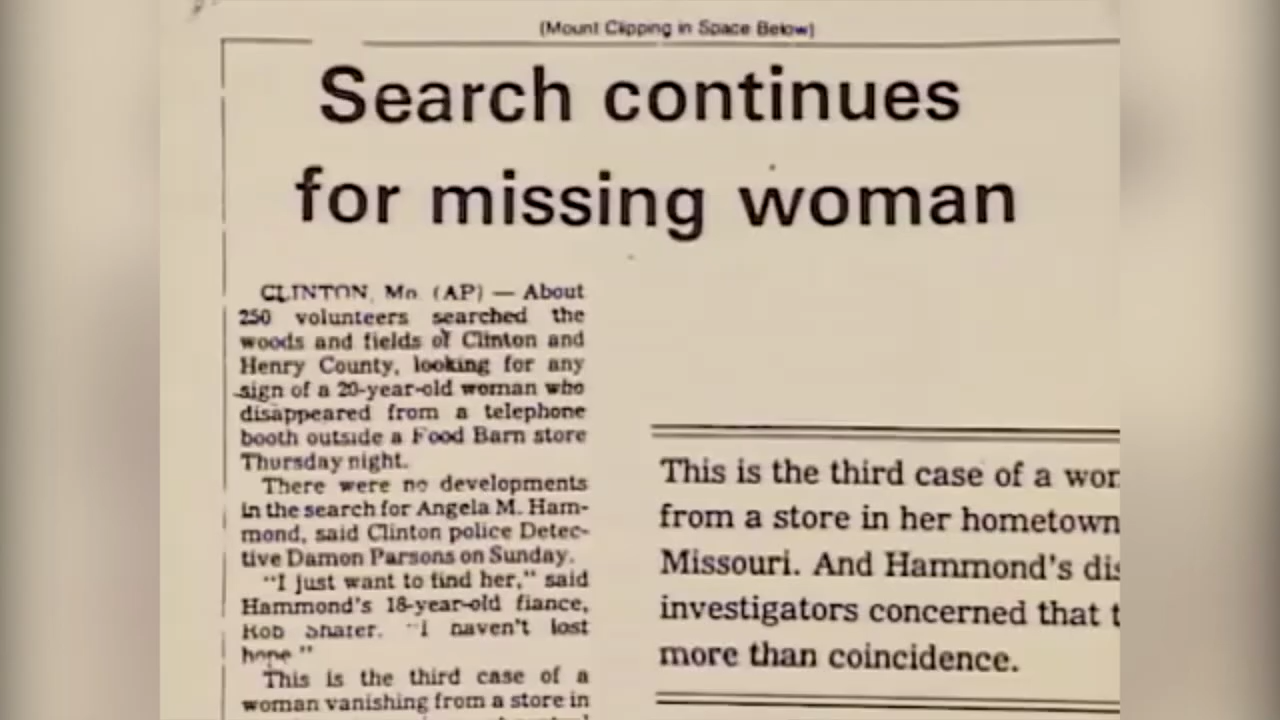 (Mount Clipping in Space Below)
Search continues
for missing woman
CLINTON, Mo. (AP) — About
250 volunteers searched the
woods and fields of Clinton and
Henry County, looking for any
sign of a 20-year-old woman who
disappeared from a telephone
booth outside a Food Barn store
Thursday night.
There were no developments
in the search for Angela M. Ham-
mond, said Clinton police Detec-
tive Damon Parsons on Sunday.
"I just want to find her," said
Hammond's 18-year-old fiance,
Rob Shafer. "I haven't lost
hope."
This is the third case of a
woman vanishing from a store in
This is the third case of a wor
from a store in her hometown
Missouri. And Hammond's dis
investigators concerned that t
more than coincidence.